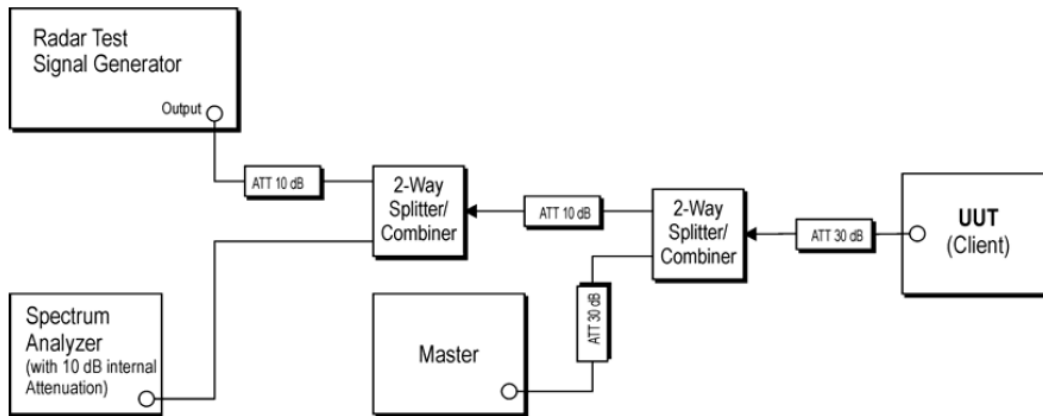 Radar Test
Signal Generator
Output
ATT 10 dB
2-Way
Splitter/
Combiner
ATT 10 dB
2-Way
Splitter/
Combiner
ATT 30 dB
UUT
(Client)
Spectrum
Analyzer
(with 10 dB internal
Attenuation)
Master
ATT 30 dB